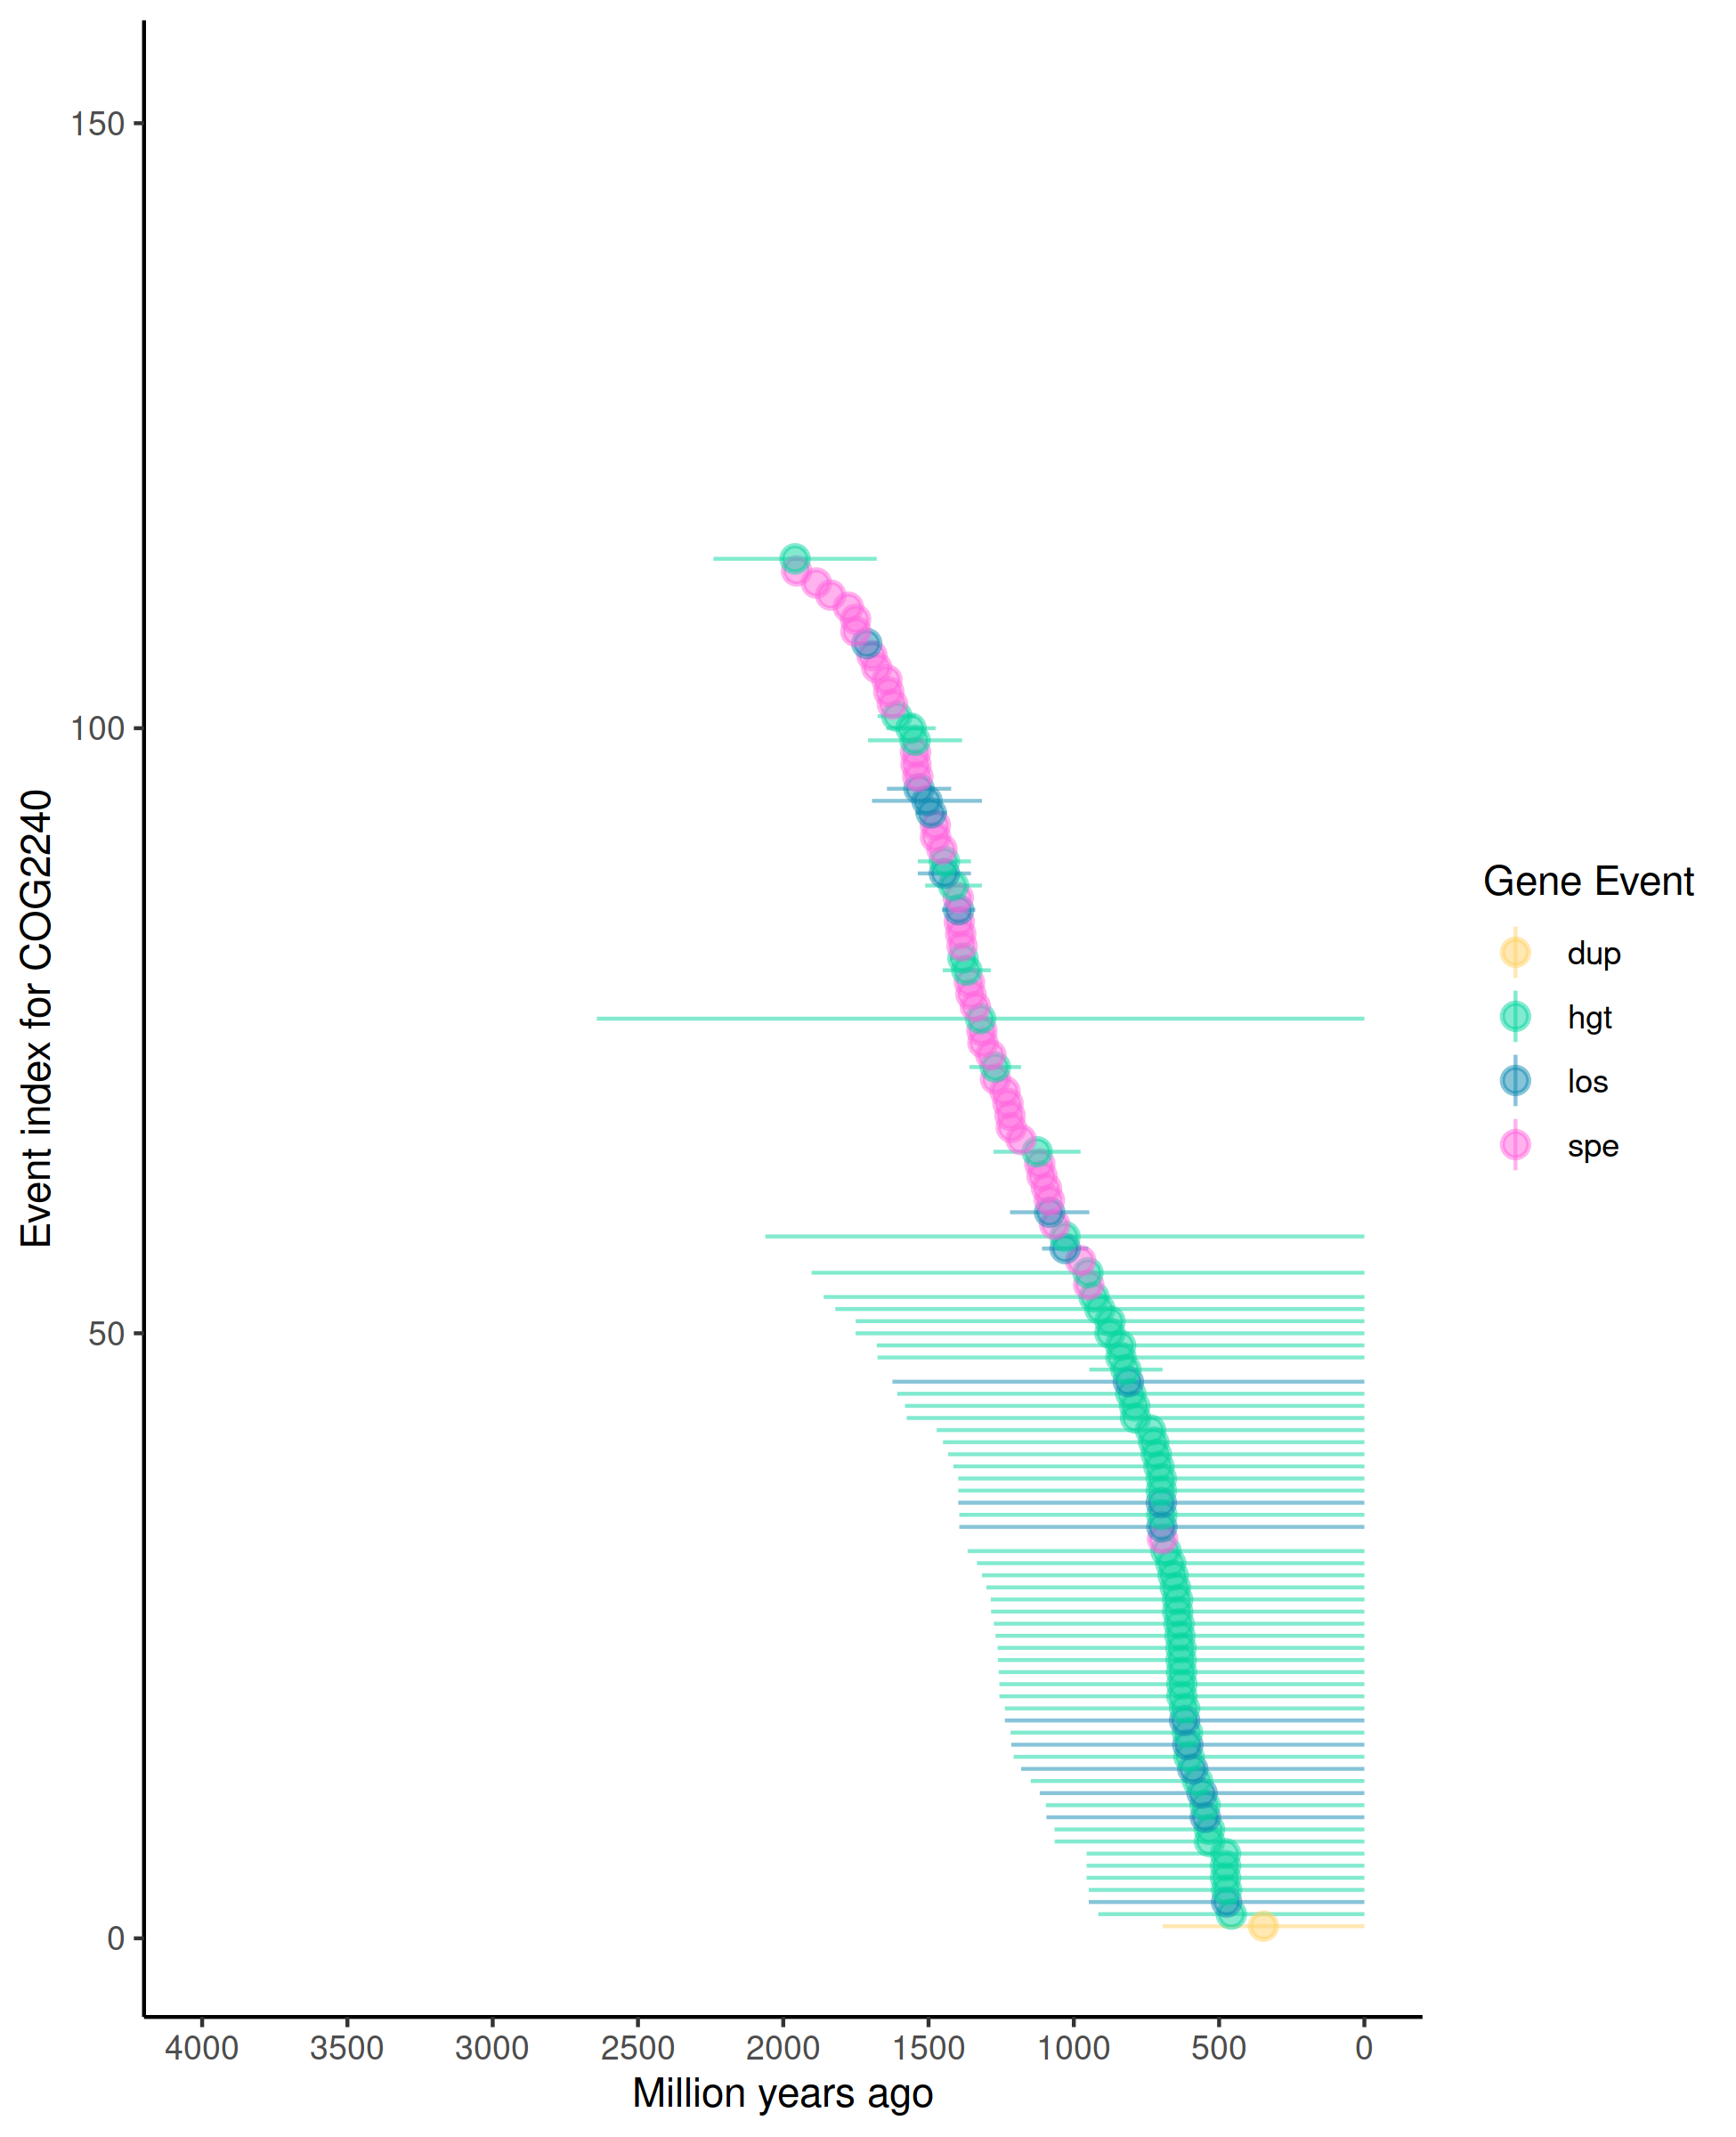 150
100
50
0
Event index for COG2240
4000 3500 3000 2500 2000 1500 1000 500 0
Million years ago
Gene Event
dup
hgt
los
spe